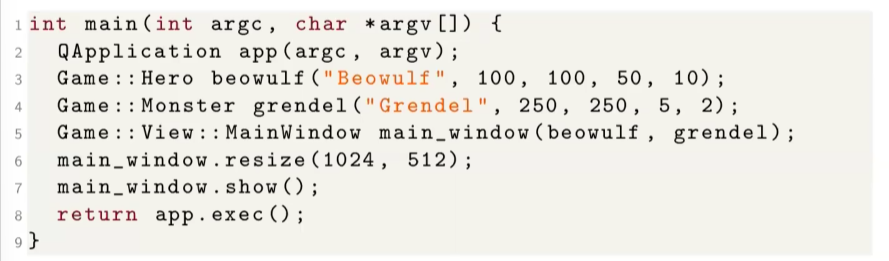 1 int main(int argc, char *argv[]) {
2 QApplication app(argc, argv);
3 Game::Hero beowulf("Beowulf", 100, 100, 50, 10);
4 Game::Monster grendel("Grendel", 250, 250, 5, 2);
5 Game::View::MainWindow main_window(beowulf, grendel);
6 main_window.resize(1024, 512);
7 main_window.show();
8 return app.exec();
9 }